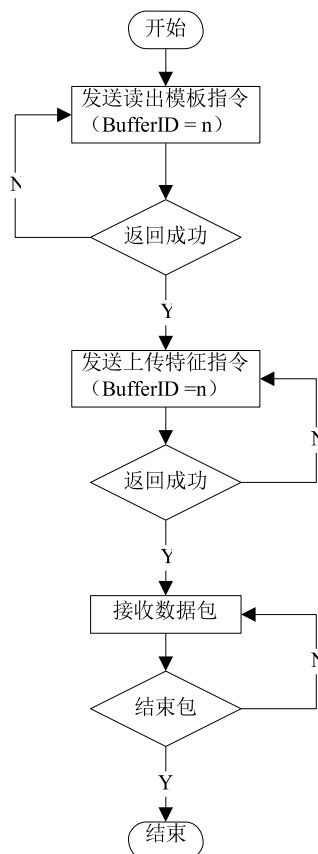 开始
发送读出模板指令
（BufferID = n）
N
返回成功
Y
发送上传特征指令
（BufferID =n）
N
返回成功
Y
接收数据包
N
结束包
Y
结束